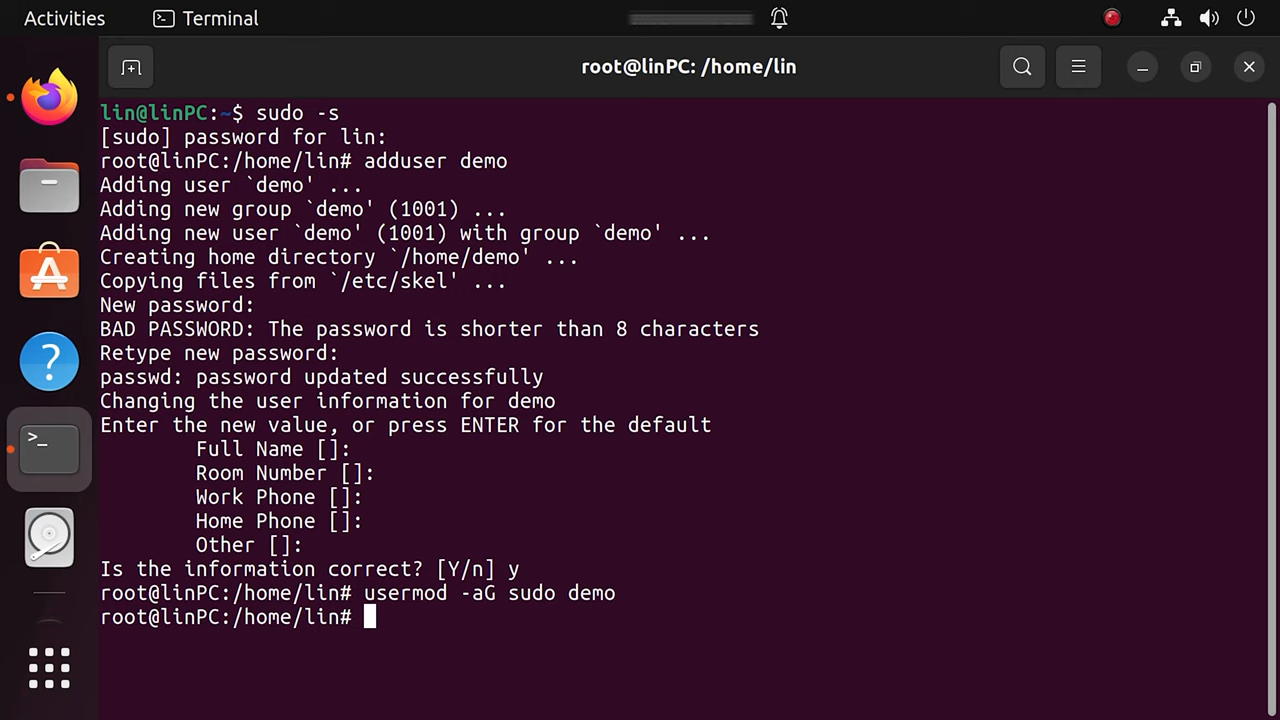 Activities
Terminal
root@linPC: /home/lin
lin@linPC:~$ sudo -s
[sudo] password for lin:
root@linPC:/home/lin# adduser demo
Adding user `demo' ...
Adding new group `demo' (1001) ...
Adding new user `demo' (1001) with group `demo' ...
Creating home directory `/home/demo' ...
Copying files from `/etc/skel' ...
New password:
BAD PASSWORD: The password is shorter than 8 characters
Retype new password:
passwd: password updated successfully
Changing the user information for demo
Enter the new value, or press ENTER for the default
Full Name []:
Room Number []:
Work Phone []:
Home Phone []:
Other []:
Is the information correct? [Y/n] y
root@linPC:/home/lin# usermod -aG sudo demo
root@linPC:/home/lin#